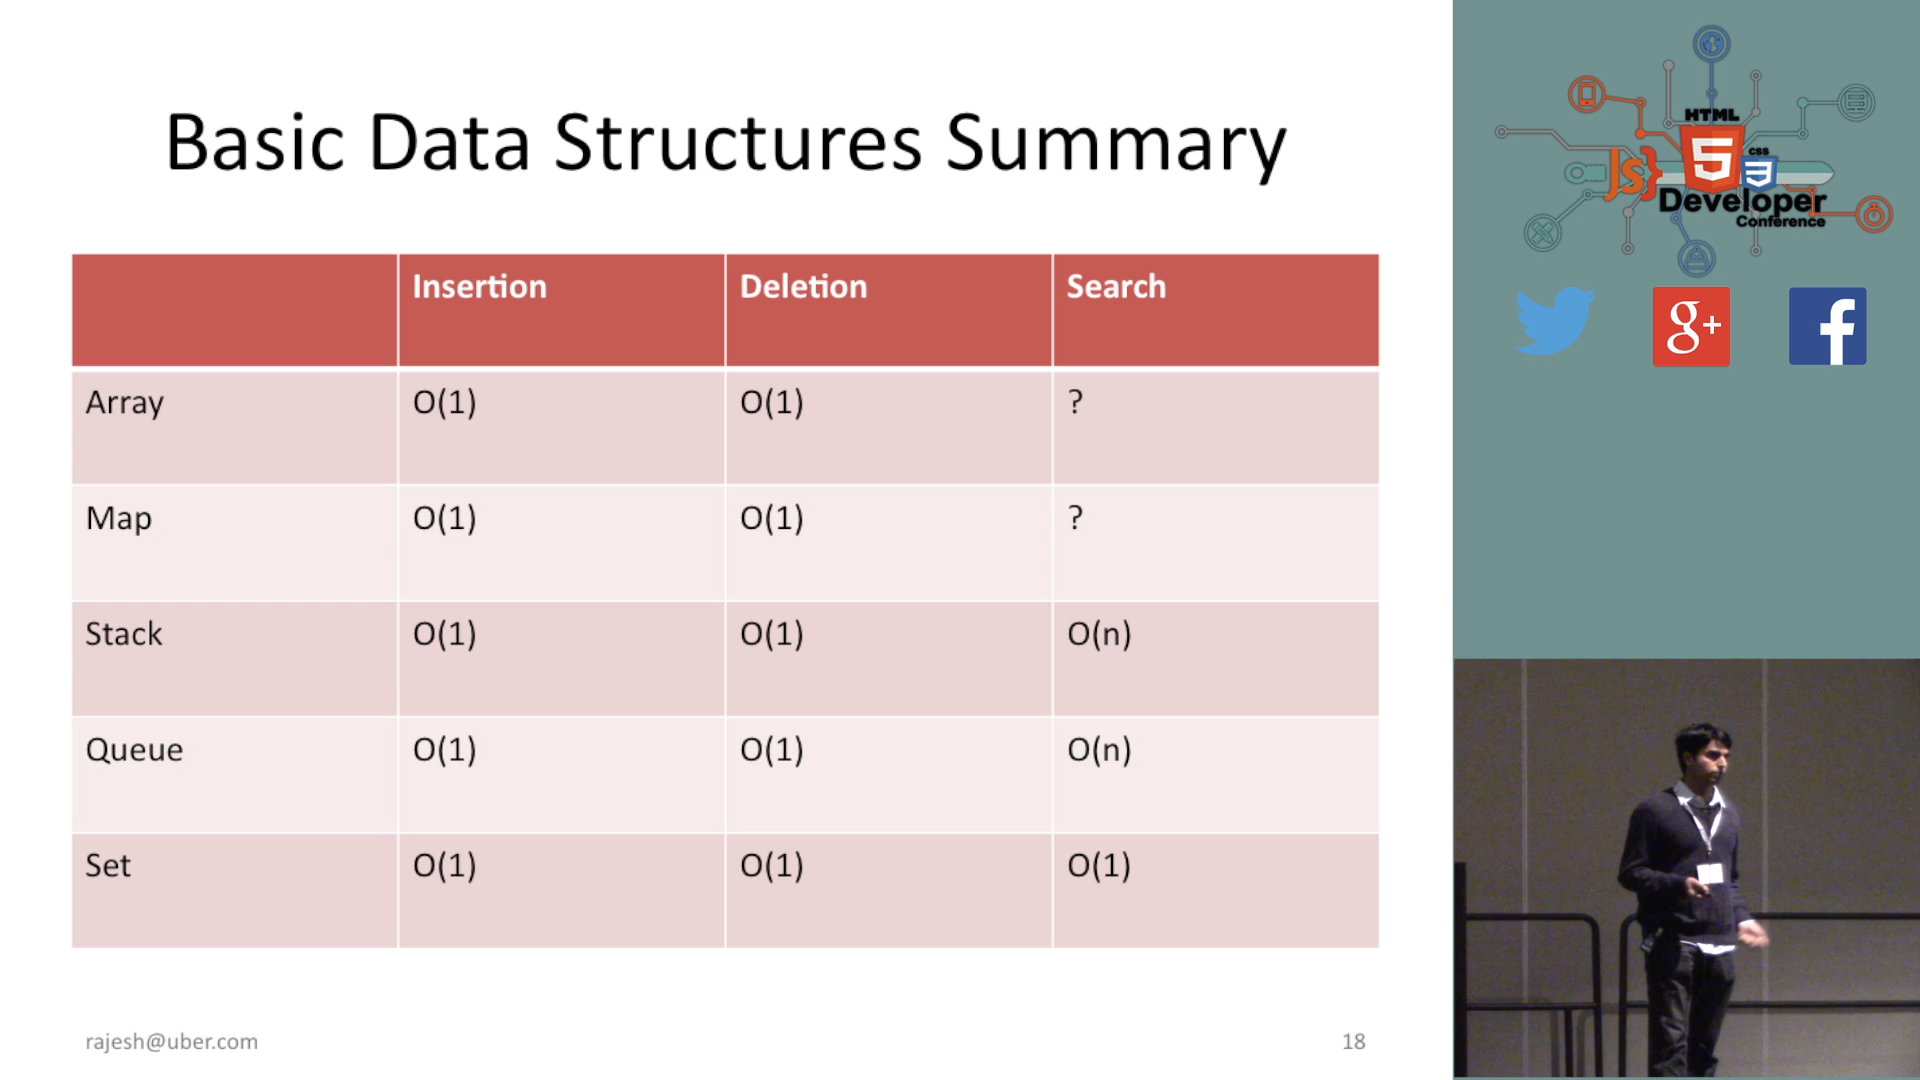 Basic Data Structures Summary
Insertion Deletion Search
Array O(1) O(1) ?
Map O(1) O(1) ?
Stack O(1) O(1) O(n)
Queue O(1) O(1) O(n)
Set O(1) O(1) O(1)
rajesh@uber.com 18
HTML
5
CSS
3
JS}
Developer
Conference
g+
f